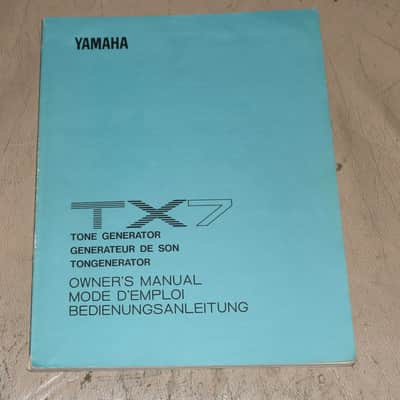 YAMAHA
TX7
TONE GENERATOR
GENERATEUR DE SON
TONGENERATOR
OWNER'S MANUAL
MODE D'EMPLOI
BEDIENUNGSANLEITUNG